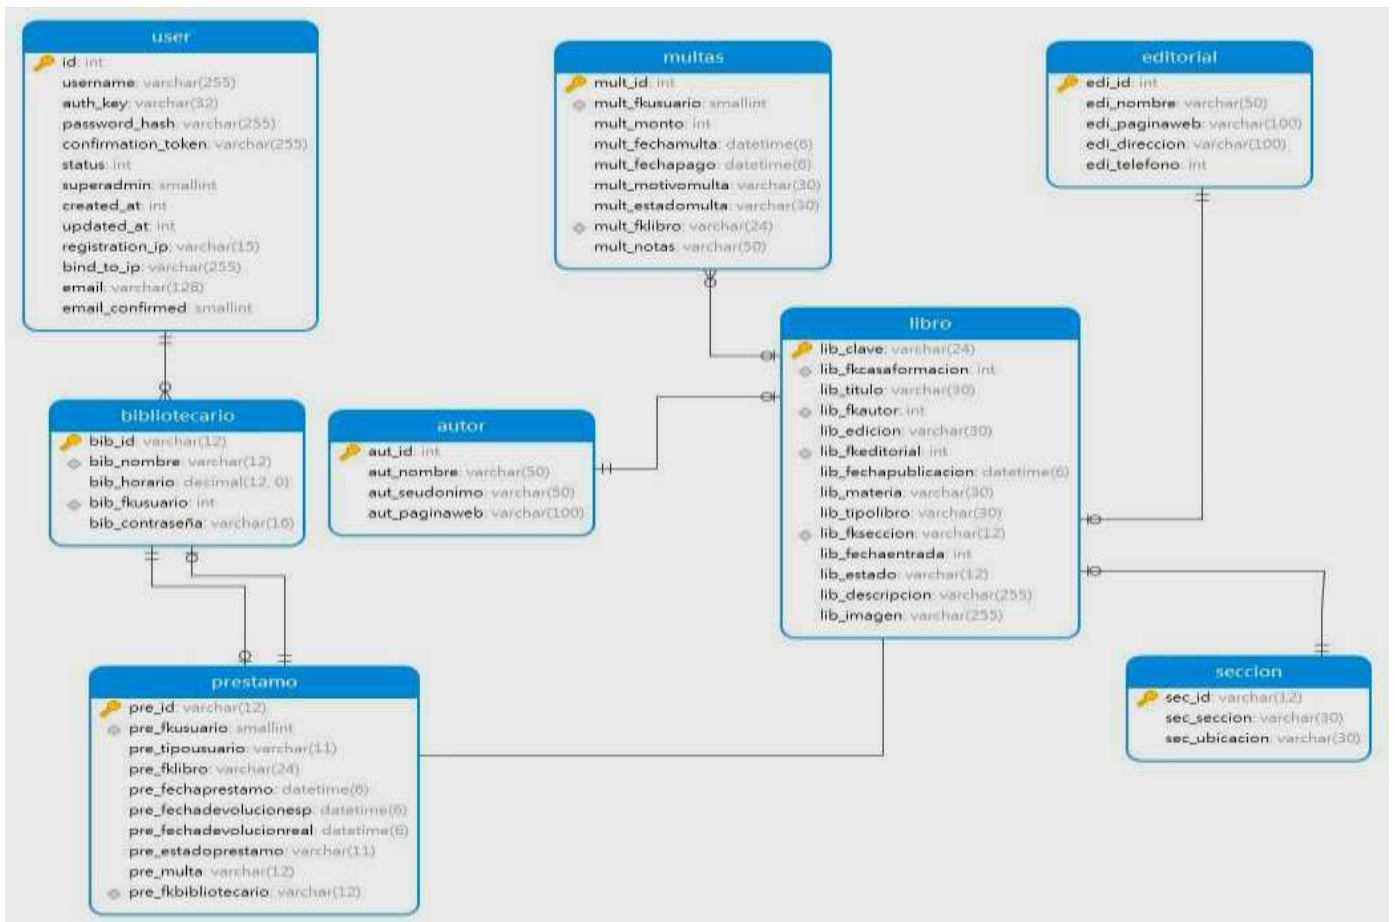 user
id: int
username: varchar(255)
auth_key: varchar(32)
password_hash: varchar(255)
confirmation_token: varchar(255)
status: int
superadmin: smallint
created_at: int
updated_at: int
registration_ip: varchar(15)
bind_to_ip: varchar(255)
email: varchar(128)
email_confirmed: smallint
multas
mult_id: int
mult_fkusuario: smallint
mult_monto: int
mult_fechamulta: datetime(6)
mult_fechapago: datetime(6)
mult_motivomulta: varchar(30)
mult_estadomulta: varchar(30)
mult_fklibro: varchar(24)
mult_notas: varchar(50)
editorial
edi_id: int
edi_nombre: varchar(50)
edi_paginaweb: varchar(100)
edi_direccion: varchar(100)
edi_telefono: int
libro
lib_clave: varchar(24)
lib_fkcasaformacion: int
lib_titulo: varchar(30)
lib_fkautor: int
lib_edicion: varchar(30)
lib_fkeditorial: int
lib_fechapublicacion: datetime(6)
lib_materia: varchar(30)
lib_tipolibro: varchar(30)
lib_fkseccion: varchar(12)
lib_fechaentrada: int
lib_estado: varchar(12)
lib_descripcion: varchar(255)
lib_imagen: varchar(255)
bibliotecario
bib_id: varchar(12)
bib_nombre: varchar(12)
bib_horario: decimal(12, 0)
bib_fkusuario: int
bib_contraseña: varchar(16)
autor
aut_id: int
aut_nombre: varchar(50)
aut_seudonimo: varchar(50)
aut_paginaweb: varchar(100)
prestamo
pre_id: varchar(12)
pre_fkusuario: smallint
pre_tipousuario: varchar(11)
pre_fklibro: varchar(24)
pre_fechaprestamo: datetime(6)
pre_fechadevolucionesp: datetime(6)
pre_fechadevolucionreal: datetime(6)
pre_estadoprestamo: varchar(11)
pre_multa: varchar(12)
pre_fkbibliotecario: varchar(12)
seccion
sec_id: varchar(12)
sec_seccion: varchar(30)
sec_ubicacion: varchar(30)